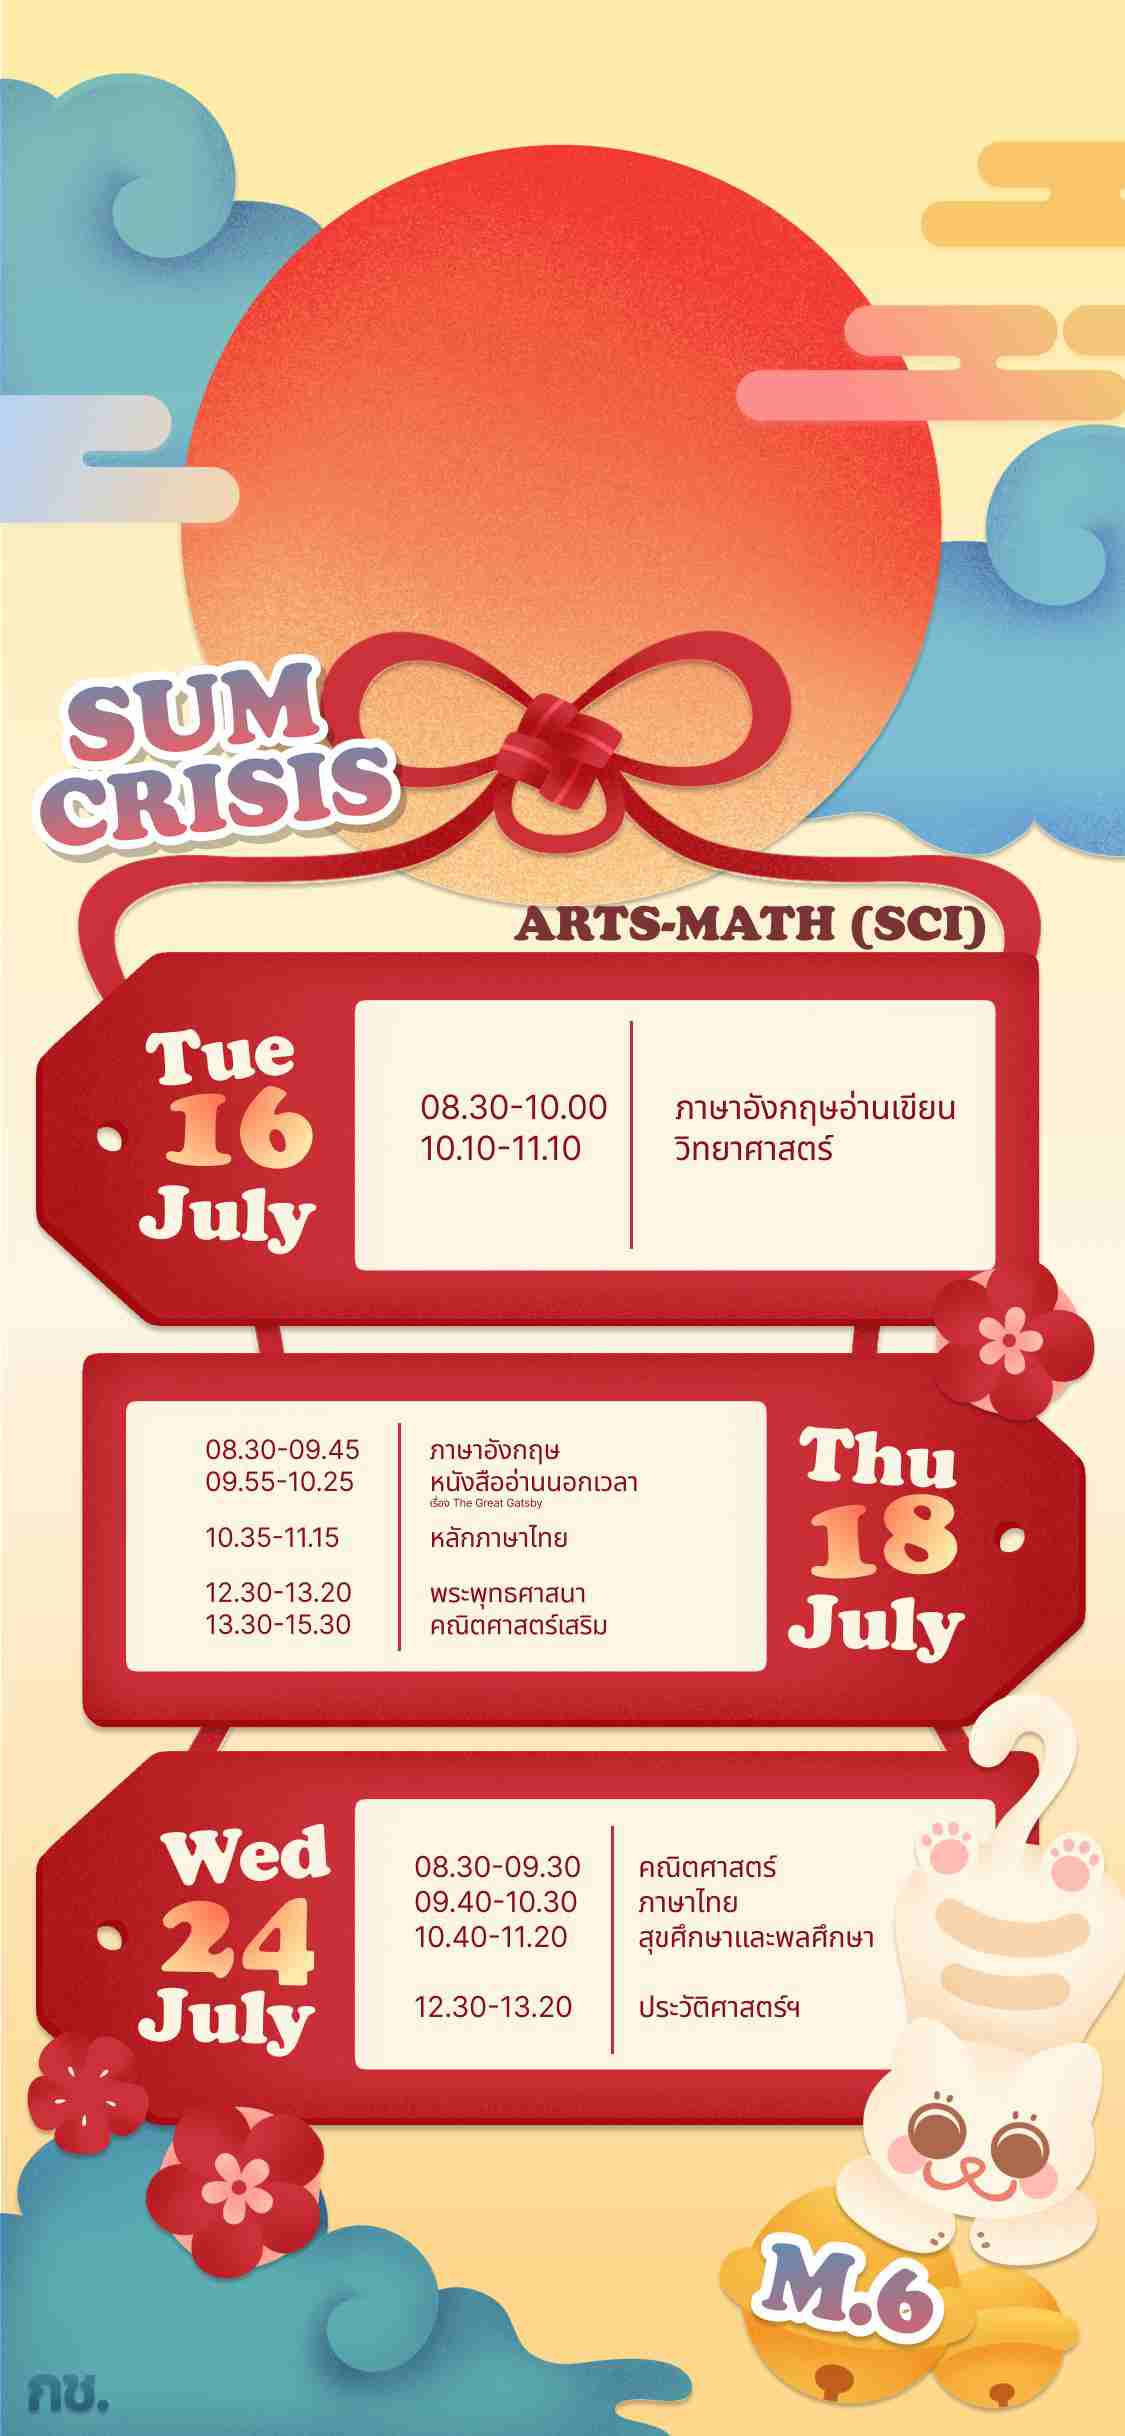 SUM
CRISIS
ARTS-MATH (SCI)
Tue
16
July
08.30-10.00 ภาษาอังกฤษอ่านเขียน
10.10-11.10 วิทยาศาสตร์
08.30-09.45 ภาษาอังกฤษ
09.55-10.25 หนังสืออ่านนอกเวลา
เรื่อง The Great Gatsby
10.35-11.15 หลักภาษาไทย
12.30-13.20 พระพุทธศาสนา
13.30-15.30 คณิตศาสตร์เสริม
Thu
18
July
Wed
24
July
08.30-09.30 คณิตศาสตร์
09.40-10.30 ภาษาไทย
10.40-11.20 สุขศึกษาและพลศึกษา
12.30-13.20 ประวัติศาสตร์ฯ
M.6
กช.